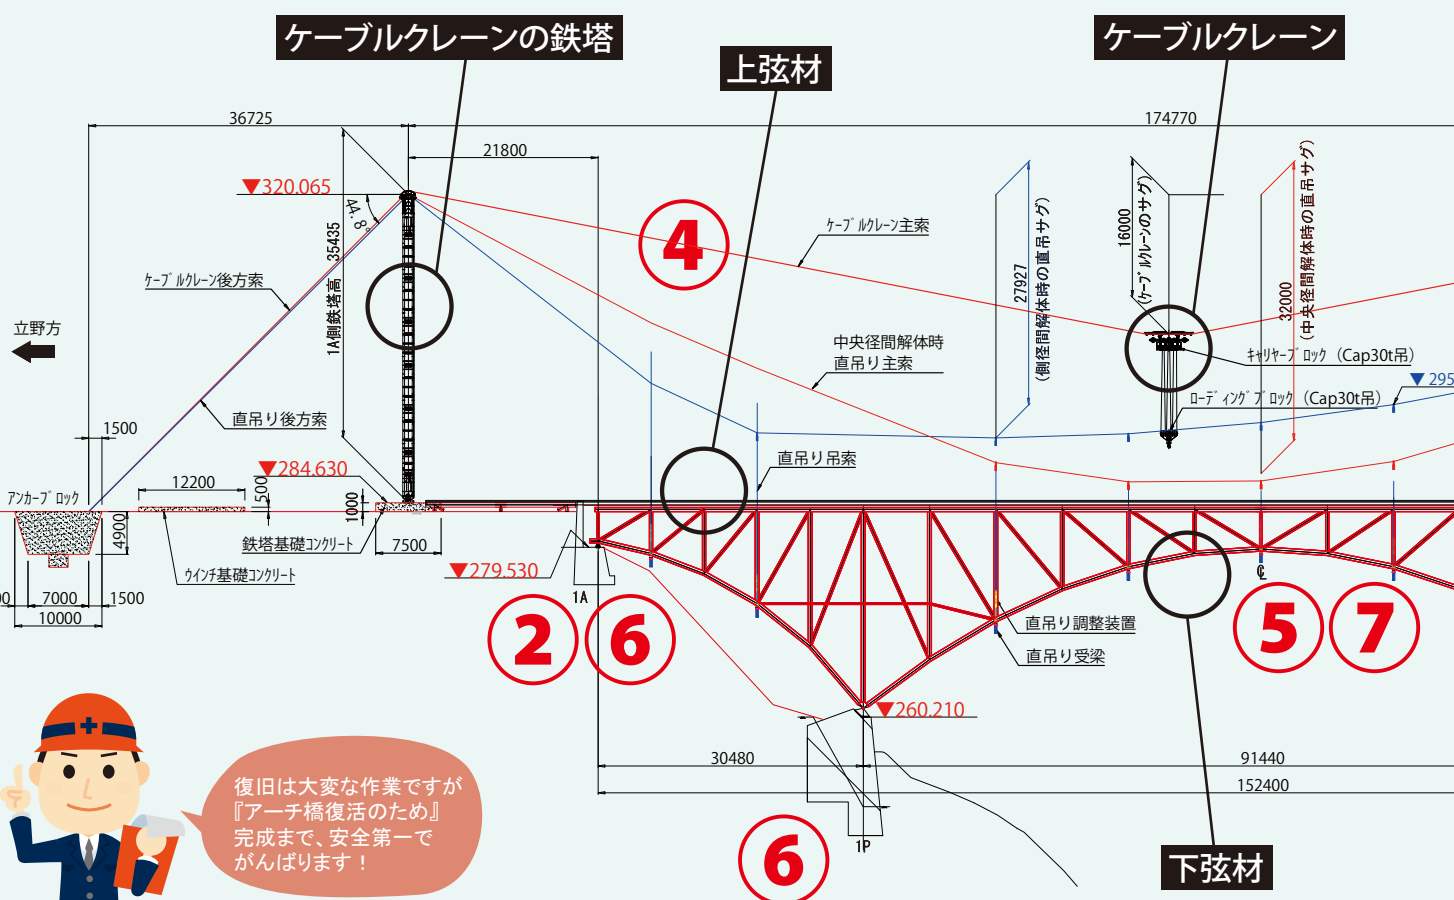 ケーブルクレーンの鉄塔
上弦材
ケーブルクレーン
36725
174770
21800
▼320.065
44.8°
1A側鉄塔高 35435
④
ケーブルクレーン主索
27927
(側径間解体時の直吊サグ)
16000
(ケーブルクレーンのサグ)
32000
(中央径間解体時の直吊サグ)
ケーブルクレーン後方索
立野方
中央径間解体時
直吊り主索
キャリヤーブロック (Cap30t吊)
▼295
ローディングブロック (Cap30t吊)
直吊り後方索
1500
直吊り吊索
▼284.630
アンカーブロック
12200
500
1000
4900
鉄塔基礎コンクリート
7500
ウインチ基礎コンクリート
▼279.530
7000
1500
10000
1A
℄
② ⑥
⑤ ⑦
直吊り調整装置
直吊り受梁
▼260.210
30480
91440
152400
復旧は大変な作業ですが
『アーチ橋復活のため』
完成まで、安全第一で
がんばります！
⑥
1P
下弦材